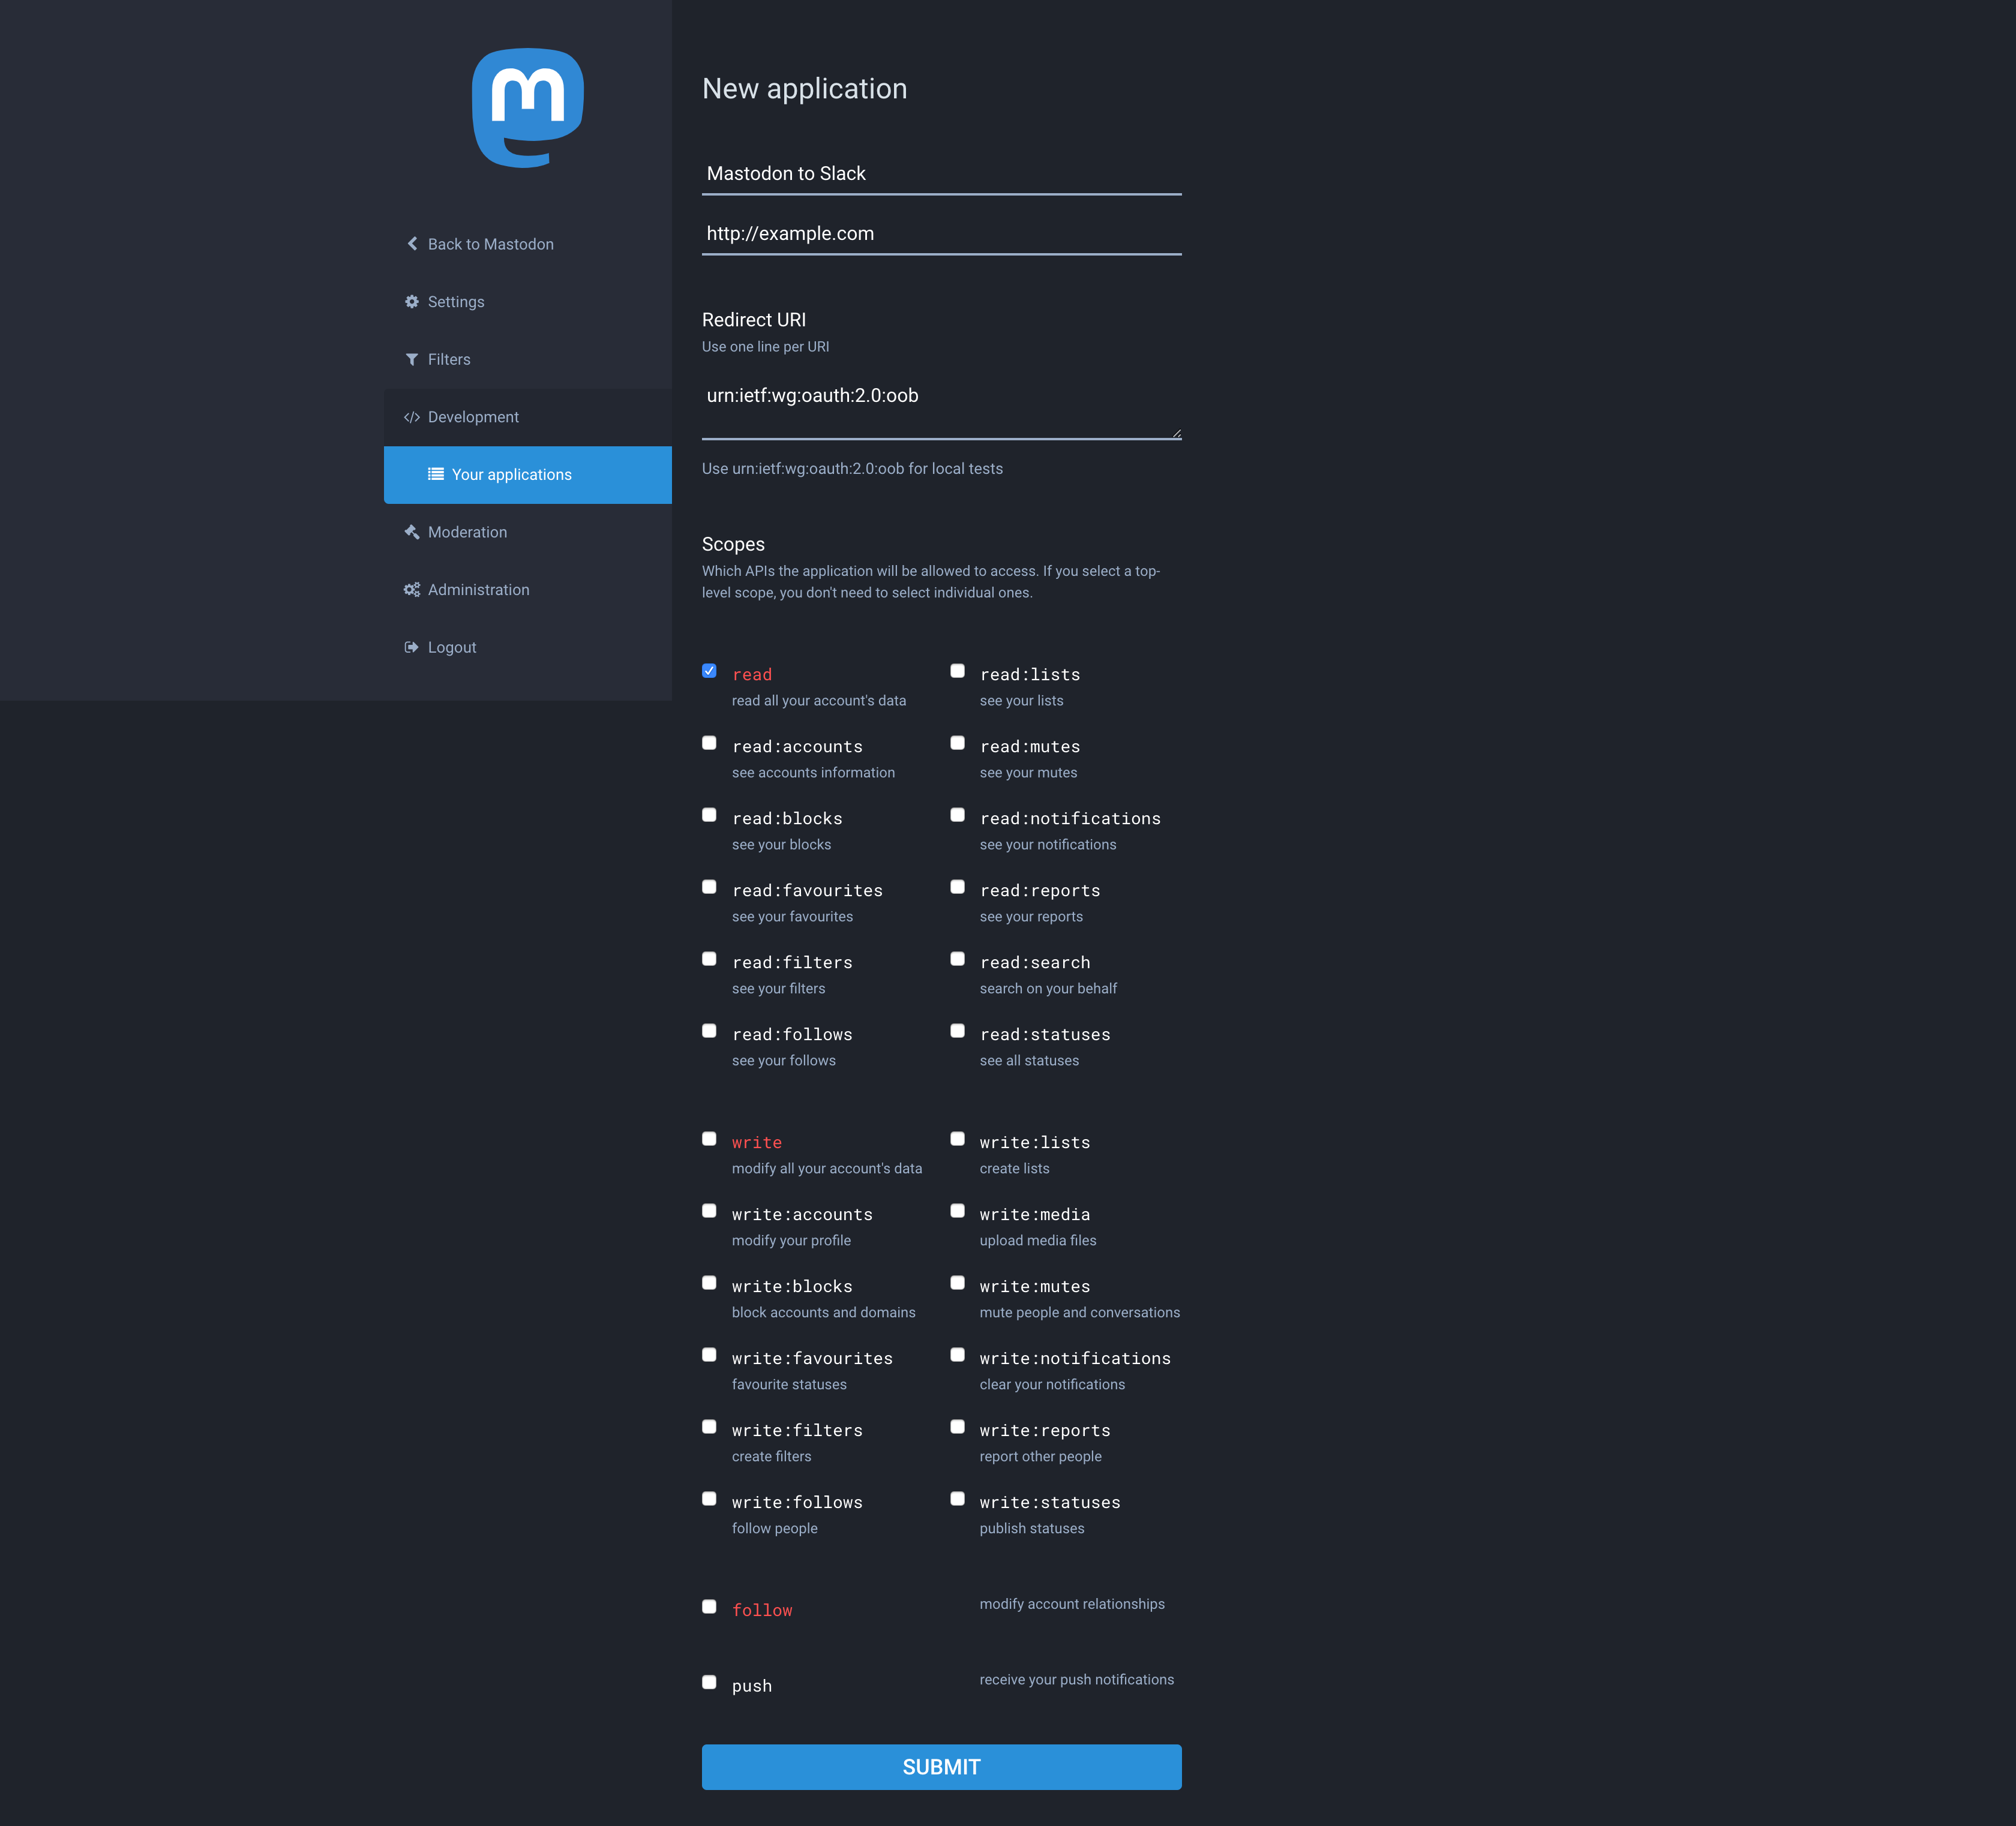 Back to Mastodon
Settings
Filters
Development
Your applications
Moderation
Administration
Logout
New application
Mastodon to Slack
http://example.com
Redirect URI
Use one line per URI
urn:ietf:wg:oauth:2.0:oob
Use urn:ietf:wg:oauth:2.0:oob for local tests
Scopes
Which APIs the application will be allowed to access. If you select a top-
level scope, you don't need to select individual ones.
read
read all your account's data
read:lists
see your lists
read:accounts
see accounts information
read:mutes
see your mutes
read:blocks
see your blocks
read:notifications
see your notifications
read:favourites
see your favourites
read:reports
see your reports
read:filters
see your filters
read:search
search on your behalf
read:follows
see your follows
read:statuses
see all statuses
write
modify all your account's data
write:lists
create lists
write:accounts
modify your profile
write:media
upload media files
write:blocks
block accounts and domains
write:mutes
mute people and conversations
write:favourites
favourite statuses
write:notifications
clear your notifications
write:filters
create filters
write:reports
report other people
write:follows
follow people
write:statuses
publish statuses
follow
modify account relationships
push
receive your push notifications
SUBMIT